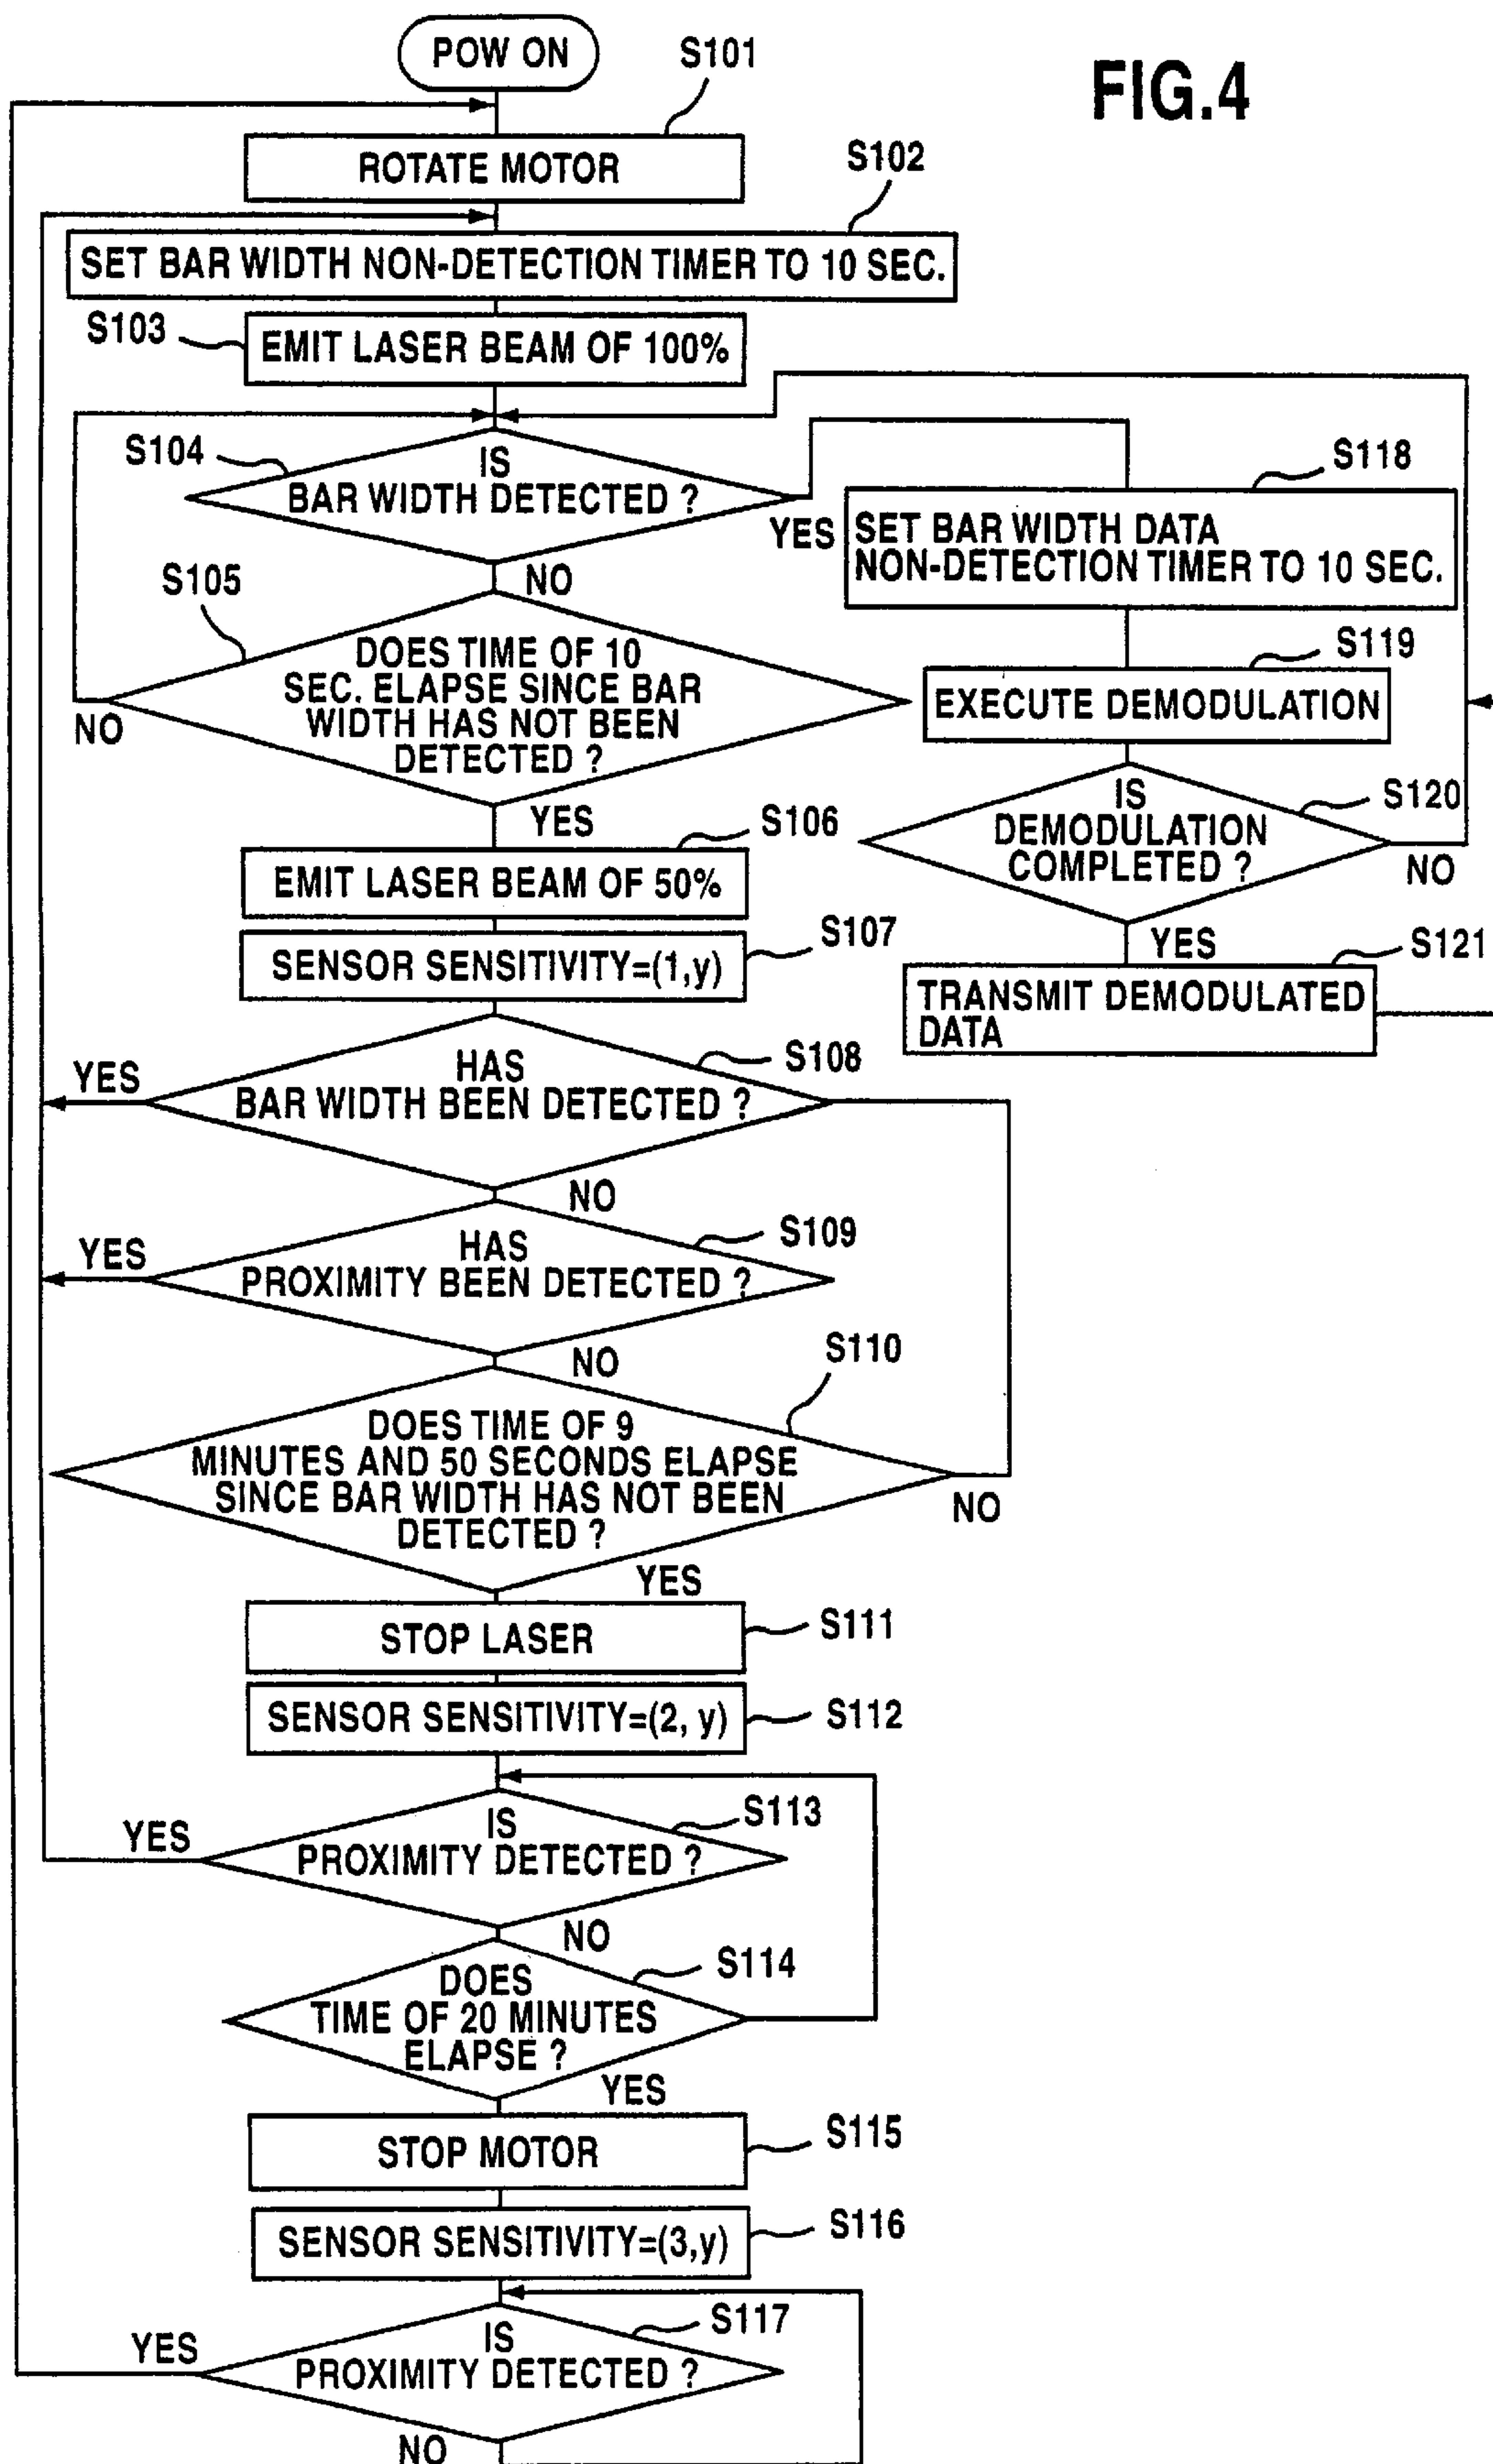 FIG.4
POW ON
S101
ROTATE MOTOR
S102
SET BAR WIDTH NON-DETECTION TIMER TO 10 SEC.
S103
EMIT LASER BEAM OF 100%
S104
IS
BAR WIDTH DETECTED ?
YES
NO
S105
DOES TIME OF 10
SEC. ELAPSE SINCE BAR
WIDTH HAS NOT BEEN
DETECTED ?
NO
YES
S106
EMIT LASER BEAM OF 50%
S107
SENSOR SENSITIVITY=(1,y)
S108
HAS
BAR WIDTH BEEN DETECTED ?
YES
NO
S109
HAS
PROXIMITY BEEN DETECTED ?
YES
NO
S110
DOES TIME OF 9
MINUTES AND 50 SECONDS ELAPSE
SINCE BAR WIDTH HAS NOT BEEN
DETECTED ?
NO
YES
S111
STOP LASER
S112
SENSOR SENSITIVITY=(2, y)
S113
IS
PROXIMITY DETECTED ?
YES
NO
S114
DOES
TIME OF 20 MINUTES
ELAPSE ?
YES
S115
STOP MOTOR
S116
SENSOR SENSITIVITY=(3,y)
S117
IS
PROXIMITY DETECTED ?
YES
NO
S118
SET BAR WIDTH DATA
NON-DETECTION TIMER TO 10 SEC.
S119
EXECUTE DEMODULATION
S120
IS
DEMODULATION
COMPLETED ?
NO
YES
S121
TRANSMIT DEMODULATED
DATA